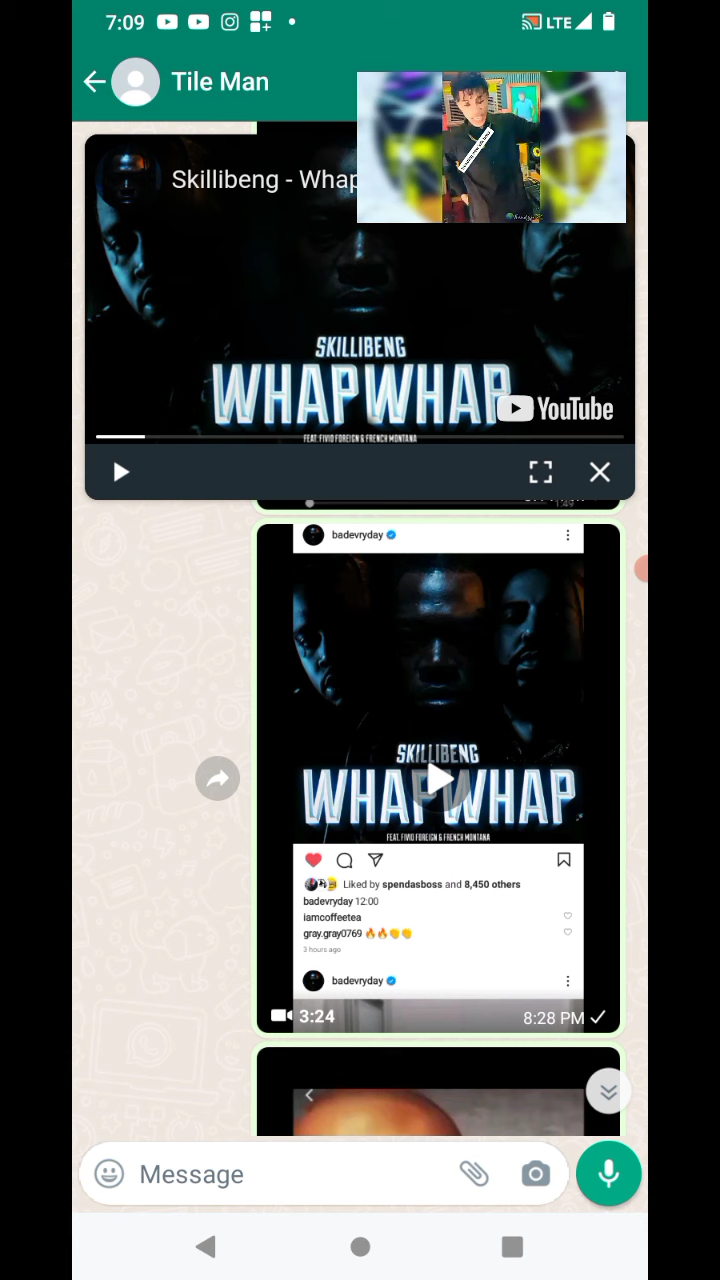 7:09
LTE
Tile Man
Skillibeng - Whap
SKILLIBENG
WHAPWHAP
YouTube
FEAT. FIVIO FOREIGN & FRENCH MONTANA
1:49
badevryday
SKILLIBENG
WHAPWHAP
FEAT. FIVIO FOREIGN & FRENCH MONTANA
Liked by spendasboss and 8,450 others
badevryday 12:00
iamcoffeetea
gray.gray0769 🔥🔥👏👏
3 hours ago
badevryday
3:24
8:28 PM
Message